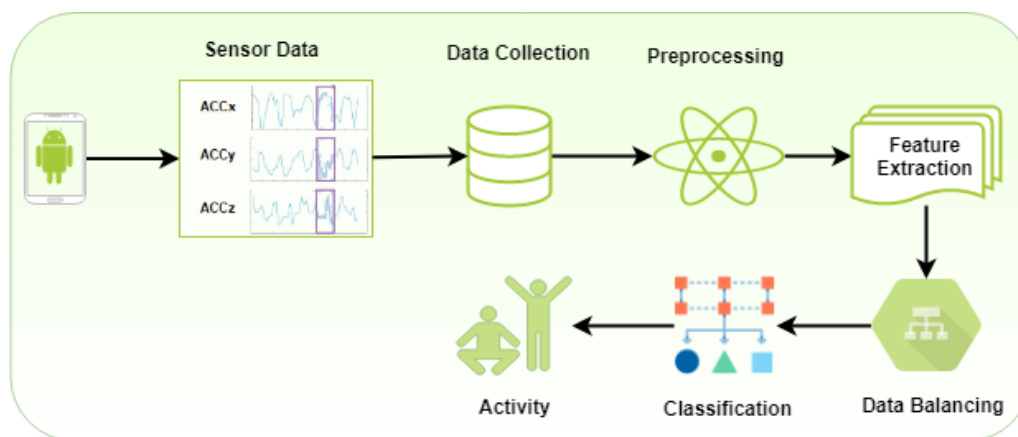 Sensor Data
Data Collection
Preprocessing
ACCx
ACCy
ACCz
Feature
Extraction
Activity
Classification
Data Balancing